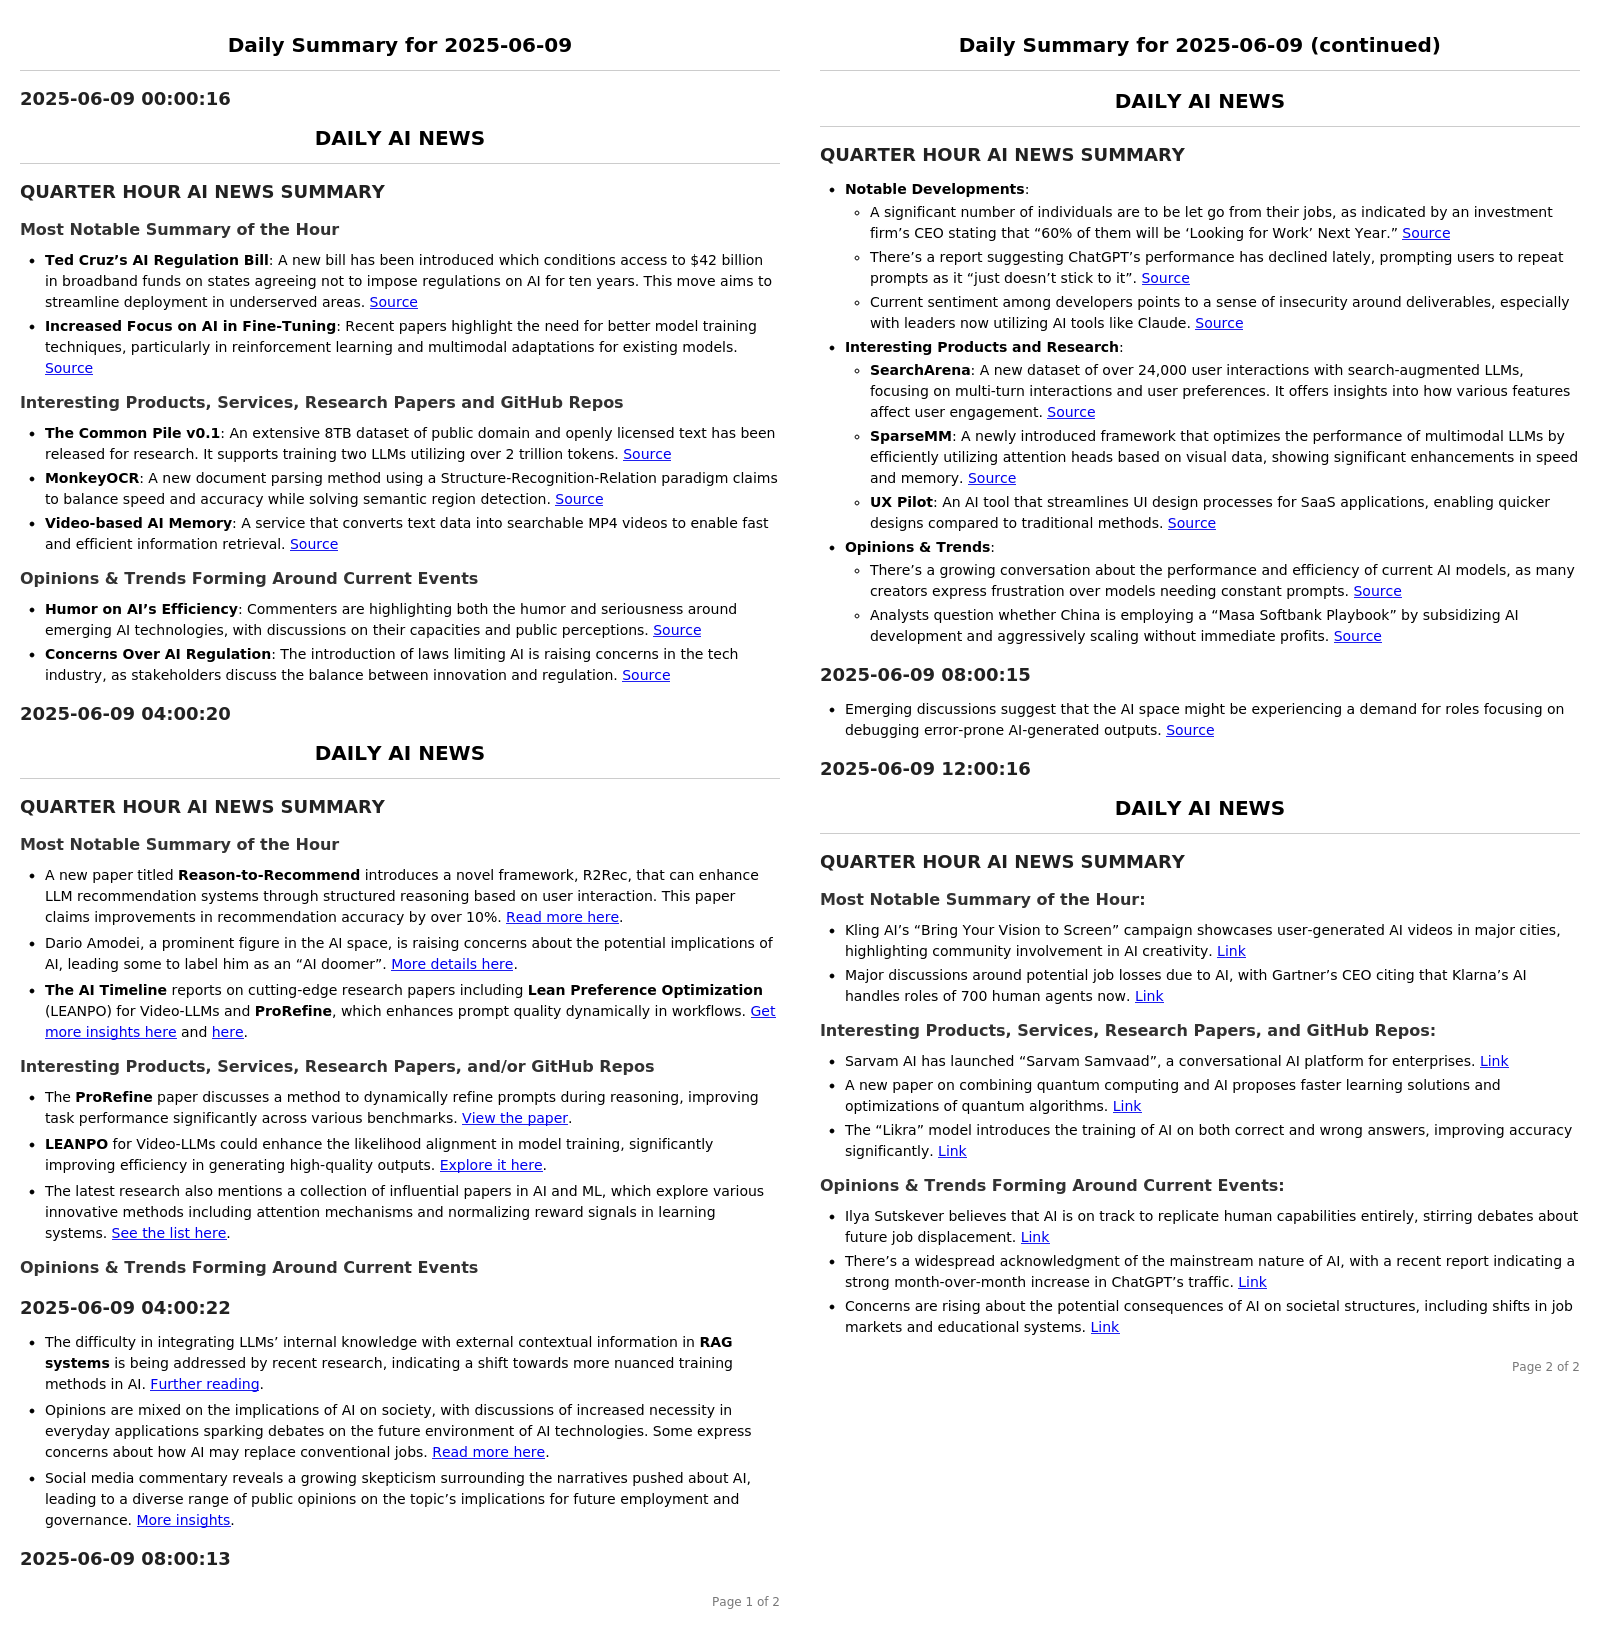 Daily Summary for 2025-06-09
2025-06-09 00:00:16
DAILY AI NEWS
QUARTER HOUR AI NEWS SUMMARY
Most Notable Summary of the Hour
• Ted Cruz’s AI Regulation Bill: A new bill has been introduced which conditions access to $42 billion
in broadband funds on states agreeing not to impose regulations on AI for ten years. This move aims to
streamline deployment in underserved areas. Source
• Increased Focus on AI in Fine-Tuning: Recent papers highlight the need for better model training
techniques, particularly in reinforcement learning and multimodal adaptations for existing models.
Source
Interesting Products, Services, Research Papers and GitHub Repos
• The Common Pile v0.1: An extensive 8TB dataset of public domain and openly licensed text has been
released for research. It supports training two LLMs utilizing over 2 trillion tokens. Source
• MonkeyOCR: A new document parsing method using a Structure-Recognition-Relation paradigm claims
to balance speed and accuracy while solving semantic region detection. Source
• Video-based AI Memory: A service that converts text data into searchable MP4 videos to enable fast
and efficient information retrieval. Source
Opinions & Trends Forming Around Current Events
• Humor on AI’s Efficiency: Commenters are highlighting both the humor and seriousness around
emerging AI technologies, with discussions on their capacities and public perceptions. Source
• Concerns Over AI Regulation: The introduction of laws limiting AI is raising concerns in the tech
industry, as stakeholders discuss the balance between innovation and regulation. Source
2025-06-09 04:00:20
DAILY AI NEWS
QUARTER HOUR AI NEWS SUMMARY
Most Notable Summary of the Hour
• A new paper titled Reason-to-Recommend introduces a novel framework, R2Rec, that can enhance
LLM recommendation systems through structured reasoning based on user interaction. This paper
claims improvements in recommendation accuracy by over 10%. Read more here.
• Dario Amodei, a prominent figure in the AI space, is raising concerns about the potential implications of
AI, leading some to label him as an “AI doomer”. More details here.
• The AI Timeline reports on cutting-edge research papers including Lean Preference Optimization
(LEANPO) for Video-LLMs and ProRefine, which enhances prompt quality dynamically in workflows. Get
more insights here and here.
Interesting Products, Services, Research Papers, and/or GitHub Repos
• The ProRefine paper discusses a method to dynamically refine prompts during reasoning, improving
task performance significantly across various benchmarks. View the paper.
• LEANPO for Video-LLMs could enhance the likelihood alignment in model training, significantly
improving efficiency in generating high-quality outputs. Explore it here.
• The latest research also mentions a collection of influential papers in AI and ML, which explore various
innovative methods including attention mechanisms and normalizing reward signals in learning
systems. See the list here.
Opinions & Trends Forming Around Current Events
2025-06-09 04:00:22
• The difficulty in integrating LLMs’ internal knowledge with external contextual information in RAG
systems is being addressed by recent research, indicating a shift towards more nuanced training
methods in AI. Further reading.
• Opinions are mixed on the implications of AI on society, with discussions of increased necessity in
everyday applications sparking debates on the future environment of AI technologies. Some express
concerns about how AI may replace conventional jobs. Read more here.
• Social media commentary reveals a growing skepticism surrounding the narratives pushed about AI,
leading to a diverse range of public opinions on the topic’s implications for future employment and
governance. More insights.
2025-06-09 08:00:13
Page 1 of 2
Daily Summary for 2025-06-09 (continued)
DAILY AI NEWS
QUARTER HOUR AI NEWS SUMMARY
• Notable Developments:
◦ A significant number of individuals are to be let go from their jobs, as indicated by an investment
firm’s CEO stating that “60% of them will be ‘Looking for Work’ Next Year.” Source
◦ There’s a report suggesting ChatGPT’s performance has declined lately, prompting users to repeat
prompts as it “just doesn’t stick to it”. Source
◦ Current sentiment among developers points to a sense of insecurity around deliverables, especially
with leaders now utilizing AI tools like Claude. Source
• Interesting Products and Research:
◦ SearchArena: A new dataset of over 24,000 user interactions with search-augmented LLMs,
focusing on multi-turn interactions and user preferences. It offers insights into how various features
affect user engagement. Source
◦ SparseMM: A newly introduced framework that optimizes the performance of multimodal LLMs by
efficiently utilizing attention heads based on visual data, showing significant enhancements in speed
and memory. Source
◦ UX Pilot: An AI tool that streamlines UI design processes for SaaS applications, enabling quicker
designs compared to traditional methods. Source
• Opinions & Trends:
◦ There’s a growing conversation about the performance and efficiency of current AI models, as many
creators express frustration over models needing constant prompts. Source
◦ Analysts question whether China is employing a “Masa Softbank Playbook” by subsidizing AI
development and aggressively scaling without immediate profits. Source
2025-06-09 08:00:15
• Emerging discussions suggest that the AI space might be experiencing a demand for roles focusing on
debugging error-prone AI-generated outputs. Source
2025-06-09 12:00:16
DAILY AI NEWS
QUARTER HOUR AI NEWS SUMMARY
Most Notable Summary of the Hour:
• Kling AI’s “Bring Your Vision to Screen” campaign showcases user-generated AI videos in major cities,
highlighting community involvement in AI creativity. Link
• Major discussions around potential job losses due to AI, with Gartner’s CEO citing that Klarna’s AI
handles roles of 700 human agents now. Link
Interesting Products, Services, Research Papers, and GitHub Repos:
• Sarvam AI has launched “Sarvam Samvaad”, a conversational AI platform for enterprises. Link
• A new paper on combining quantum computing and AI proposes faster learning solutions and
optimizations of quantum algorithms. Link
• The “Likra” model introduces the training of AI on both correct and wrong answers, improving accuracy
significantly. Link
Opinions & Trends Forming Around Current Events:
• Ilya Sutskever believes that AI is on track to replicate human capabilities entirely, stirring debates about
future job displacement. Link
• There’s a widespread acknowledgment of the mainstream nature of AI, with a recent report indicating a
strong month-over-month increase in ChatGPT’s traffic. Link
• Concerns are rising about the potential consequences of AI on societal structures, including shifts in job
markets and educational systems. Link
Page 2 of 2